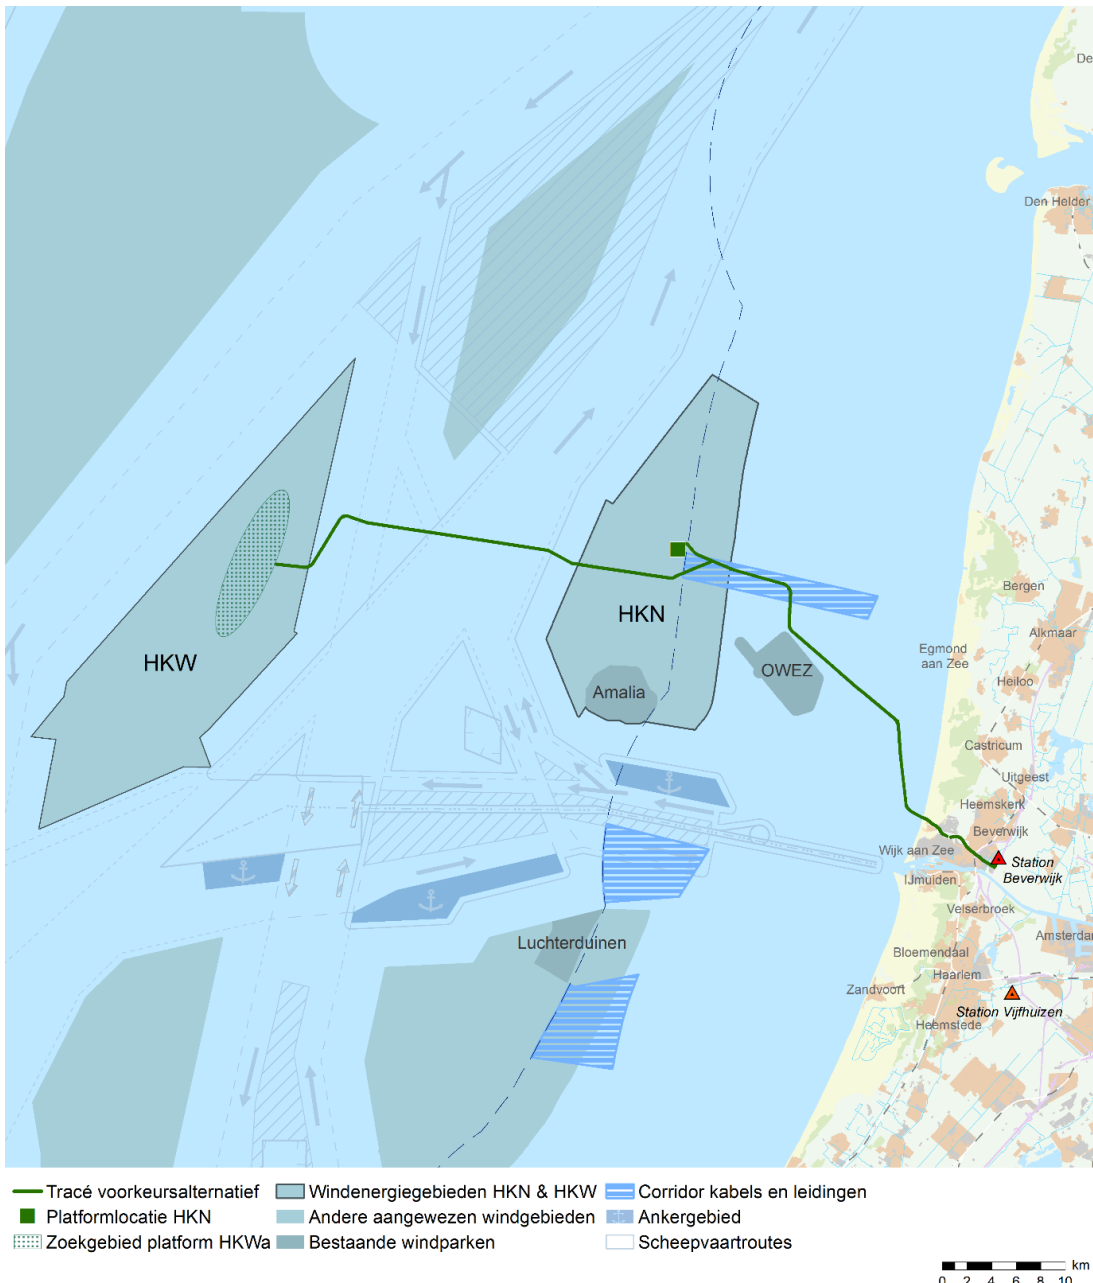 De
Den Helder
Bergen
HKN
Alkmaar
Egmond
aan Zee
HKW
OWEZ
Heiloo
Amalia
Castricum
Uitgeest
Heemskerk
Beverwijk
Wijk aan Zee
Station
Beverwijk
IJmuiden
Velserbroek
Luchterduinen
Amsterdam
Bloemendaal
Haarlem
Zandvoort
Station Vijfhuizen
Heemstede
Tracé voorkeursalternatief
Windenergiegebieden HKN & HKW
Corridor kabels en leidingen
Platformlocatie HKN
Andere aangewezen windgebieden
Ankergebied
Zoekgebied platform HKWa
Bestaande windparken
Scheepvaartroutes
km
0 2 4 6 8 10